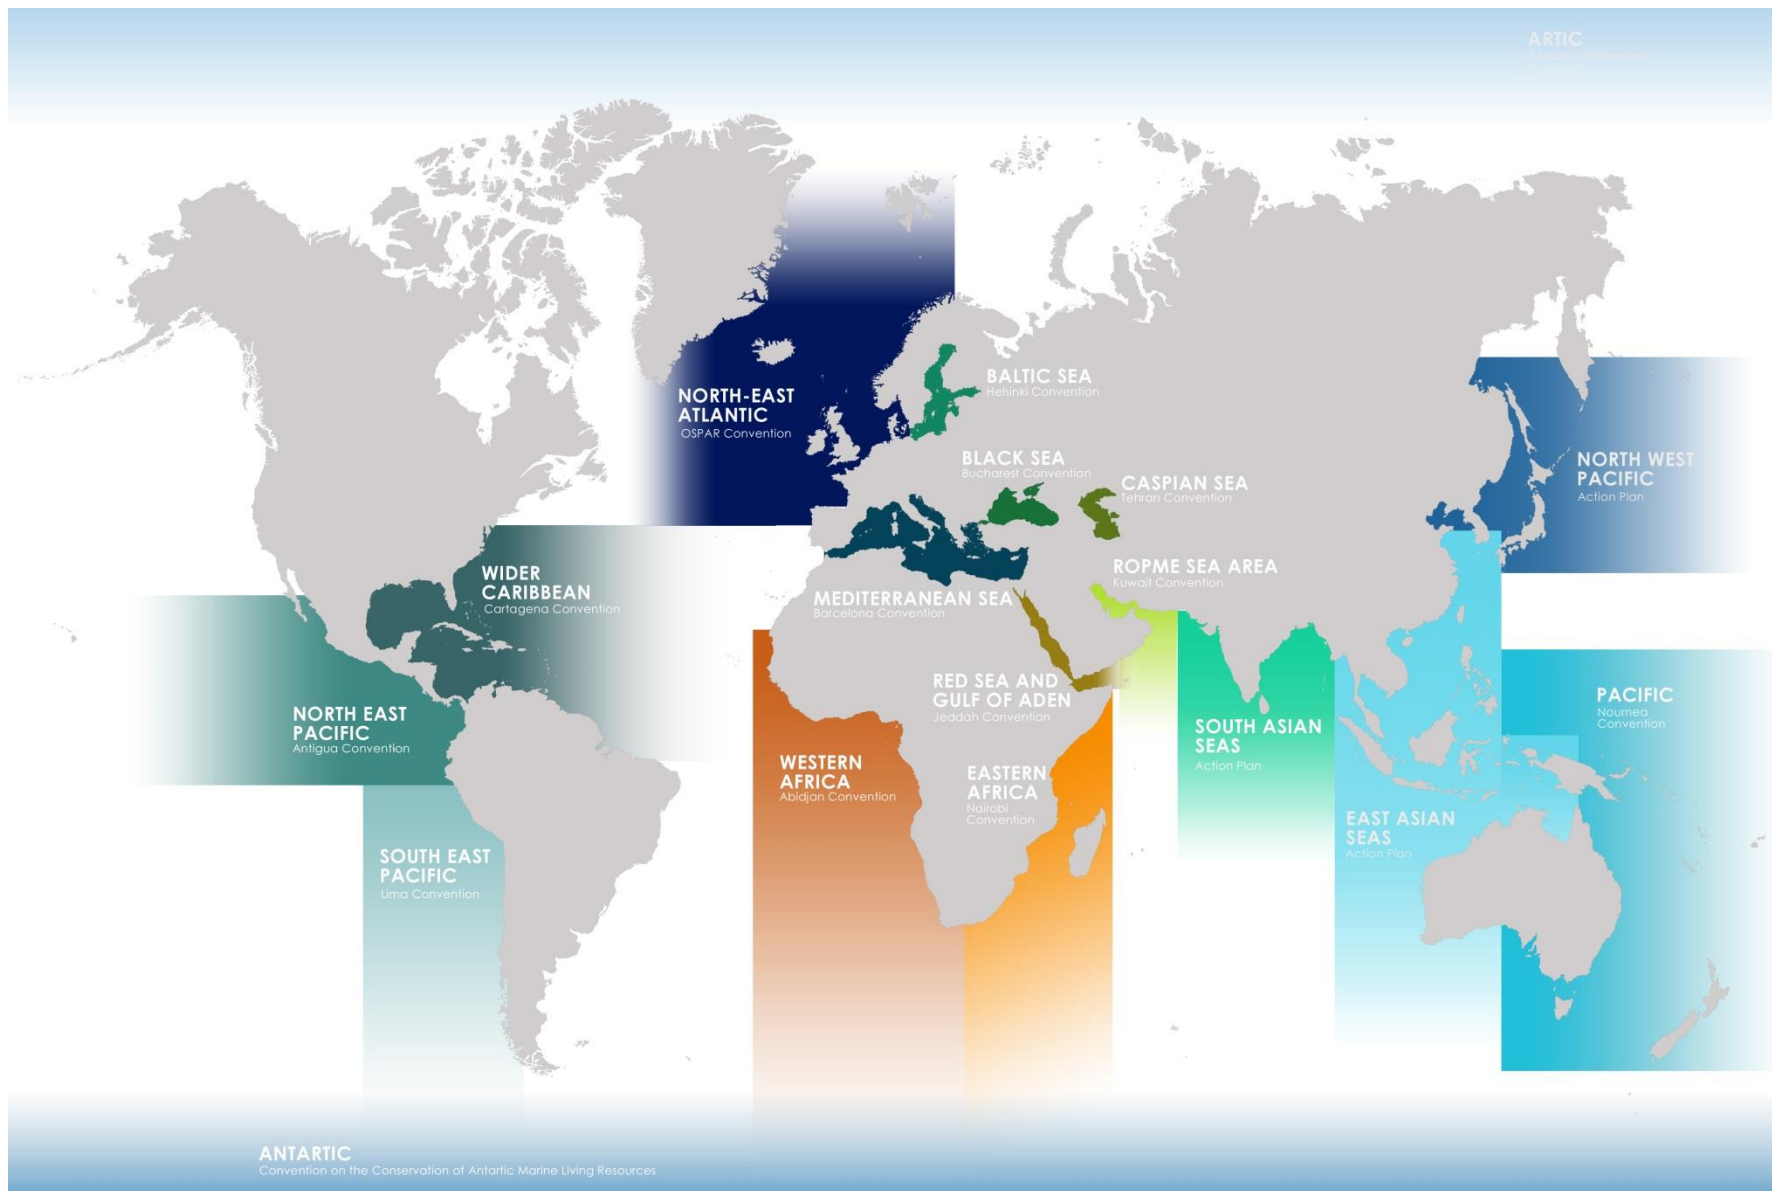 ARTIC
NORTH-EAST
ATLANTIC
OSPAR Convention
BALTIC SEA
Helsinki Convention
BLACK SEA
Bucharest Convention
CASPIAN SEA
Tehran Convention
NORTH WEST
PACIFIC
Action Plan
WIDER
CARIBBEAN
Cartagena Convention
MEDITERRANEAN SEA
Barcelona Convention
ROPME SEA AREA
Kuwait Convention
RED SEA AND
GULF OF ADEN
Jeddah Convention
NORTH EAST
PACIFIC
Antigua Convention
SOUTH ASIAN
SEAS
Action Plan
PACIFIC
Noumea
Convention
WESTERN
AFRICA
Abidjan Convention
EASTERN
AFRICA
Nairobi
Convention
EAST ASIAN
SEAS
Action Plan
SOUTH EAST
PACIFIC
Lima Convention
ANTARTIC
Convention on the Conservation of Antartic Marine Living Resources